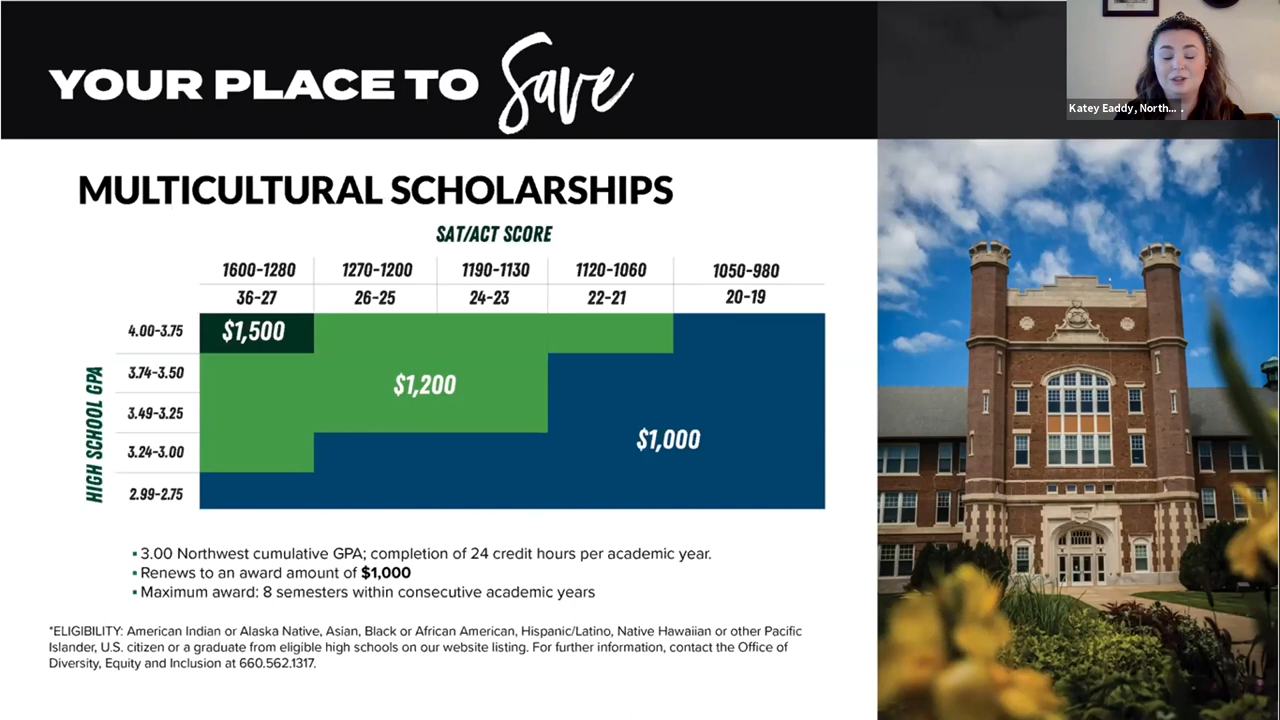 YOUR PLACE TO Save
Katey Eaddy, North... .
MULTICULTURAL SCHOLARSHIPS
SAT/ACT SCORE
1600-1280 1270-1200 1190-1130 1120-1060 1050-980
36-27 26-25 24-23 22-21 20-19
HIGH SCHOOL GPA
4.00-3.75 $1,500
3.74-3.50 $1,200
3.49-3.25
3.24-3.00 $1,000
2.99-2.75
▪ 3.00 Northwest cumulative GPA; completion of 24 credit hours per academic year.
▪ Renews to an award amount of $1,000
▪ Maximum award: 8 semesters within consecutive academic years
*ELIGIBILITY: American Indian or Alaska Native, Asian, Black or African American, Hispanic/Latino, Native Hawaiian or other Pacific
Islander, U.S. citizen or a graduate from eligible high schools on our website listing. For further information, contact the Office of
Diversity, Equity and Inclusion at 660.562.1317.